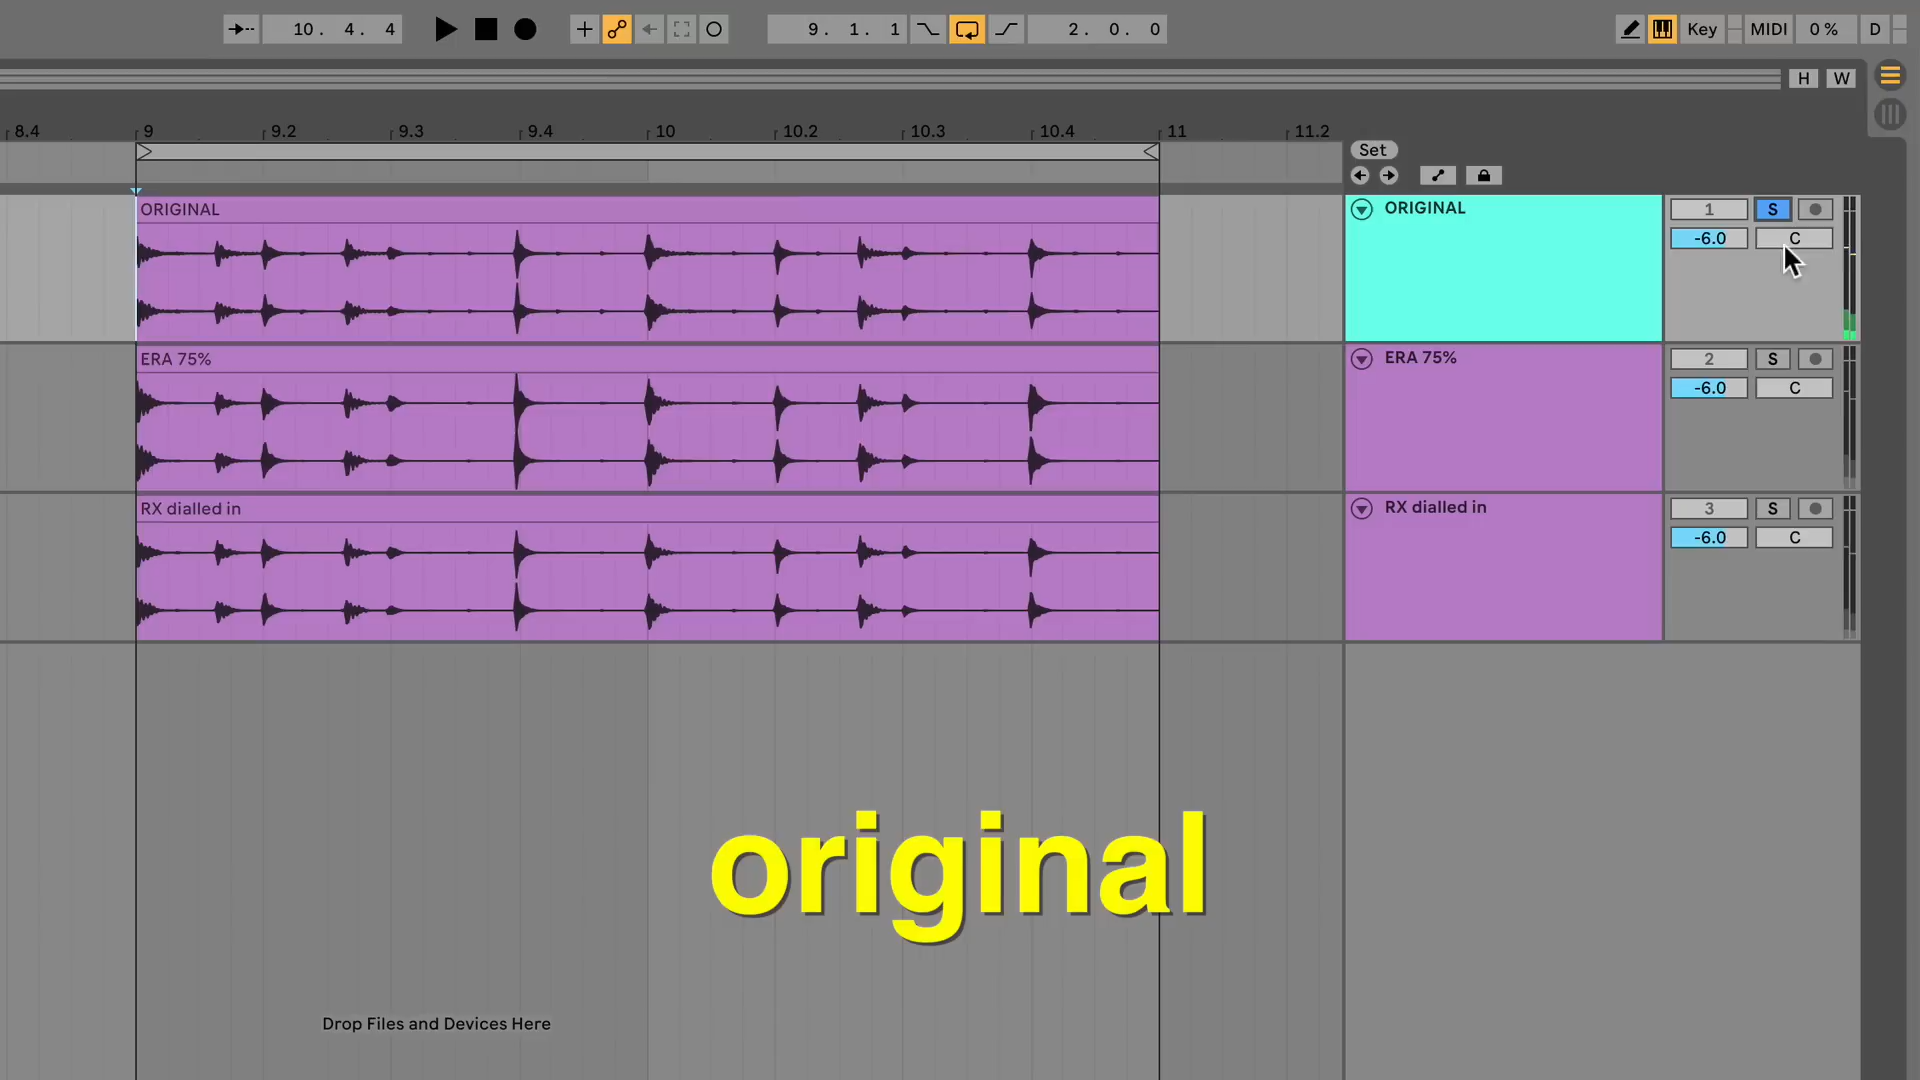 10. 4. 4 9. 1. 1 2. 0. 0 Key MIDI 0 % D
H W
8.4 9 9.2 9.3 9.4 10 10.2 10.3 10.4 11 11.2
Set
ORIGINAL ORIGINAL 1 S
-6.0 C
ERA 75% ERA 75% 2 S
-6.0 C
RX dialled in RX dialled in 3 S
-6.0 C
original
Drop Files and Devices Here